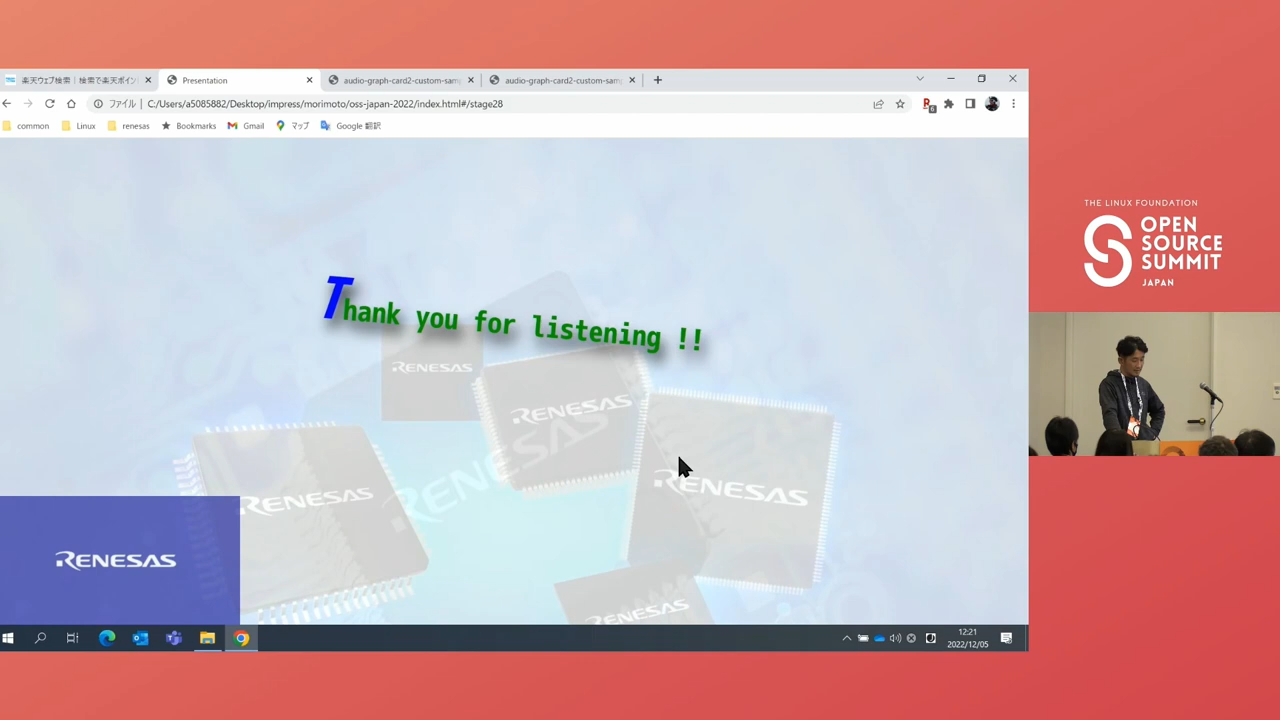 楽天ウェブ検索 | 検索で楽天ポイン
Presentation
audio-graph-card2-custom-sam
audio-graph-card2-custom-sam
ファイル
C:/Users/a5085882/Desktop/impress/morimoto/oss-japan-2022/index.html#/stage28
common
Linux
renesas
Bookmarks
Gmail
マップ
Google 翻訳
Thank you for listening !!
RENESAS
RENESAS
RENESAS
RENESAS
RENESAS
RENESAS
RENESAS
12:21
2022/12/05
THE LINUX FOUNDATION
OPEN
SOURCE
SUMMIT
JAPAN